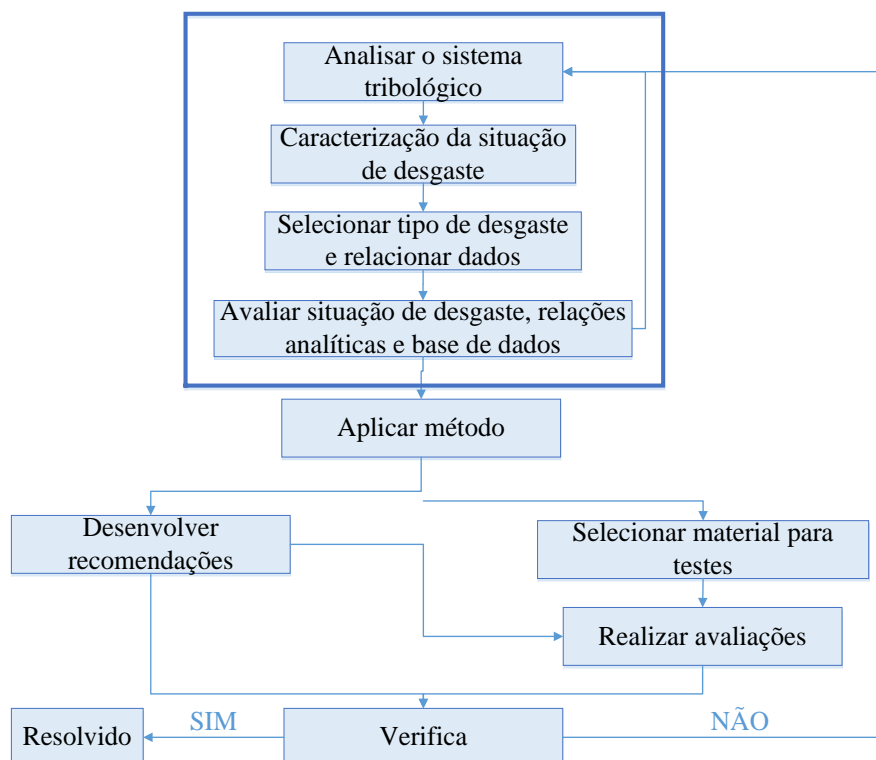 Analisar o sistema
tribológico
Caracterização da situação
de desgaste
Selecionar tipo de desgaste
e relacionar dados
Avaliar situação de desgaste, relações
analíticas e base de dados
Aplicar método
Desenvolver
recomendações
Selecionar material para
testes
Realizar avaliações
Resolvido
SIM
Verifica
NÃO